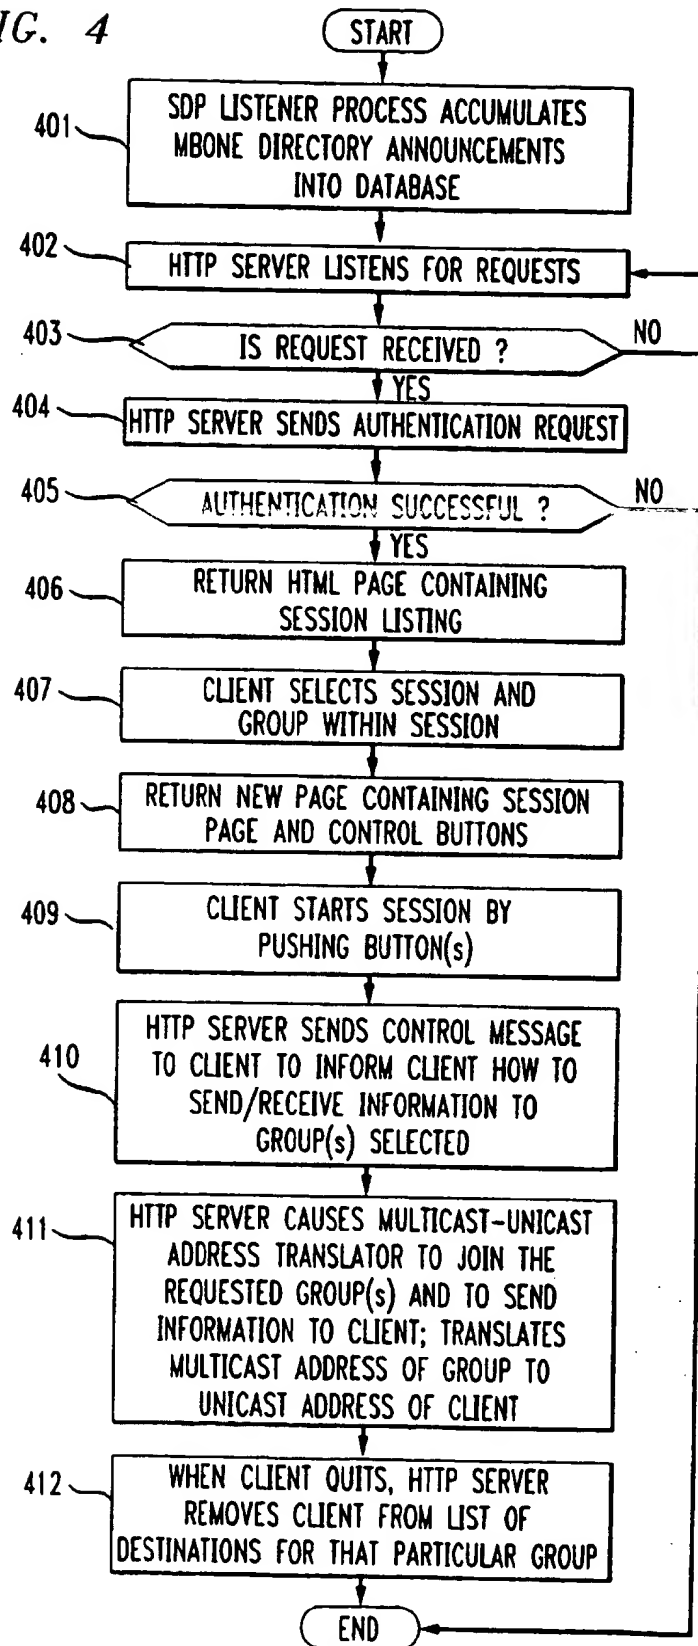 IG. 4
START
401
SDP LISTENER PROCESS ACCUMULATES
MBONE DIRECTORY ANNOUNCEMENTS
INTO DATABASE
402
HTTP SERVER LISTENS FOR REQUESTS
403
IS REQUEST RECEIVED ?
NO
YES
404
HTTP SERVER SENDS AUTHENTICATION REQUEST
405
AUTHENTICATION SUCCESSFUL ?
NO
YES
406
RETURN HTML PAGE CONTAINING
SESSION LISTING
407
CLIENT SELECTS SESSION AND
GROUP WITHIN SESSION
408
RETURN NEW PAGE CONTAINING SESSION
PAGE AND CONTROL BUTTONS
409
CLIENT STARTS SESSION BY
PUSHING BUTTON(s)
410
HTTP SERVER SENDS CONTROL MESSAGE
TO CLIENT TO INFORM CLIENT HOW TO
SEND/RECEIVE INFORMATION TO
GROUP(s) SELECTED
411
HTTP SERVER CAUSES MULTICAST-UNICAST
ADDRESS TRANSLATOR TO JOIN THE
REQUESTED GROUP(s) AND TO SEND
INFORMATION TO CLIENT; TRANSLATES
MULTICAST ADDRESS OF GROUP TO
UNICAST ADDRESS OF CLIENT
412
WHEN CLIENT QUITS, HTTP SERVER
REMOVES CLIENT FROM LIST OF
DESTINATIONS FOR THAT PARTICULAR GROUP
END